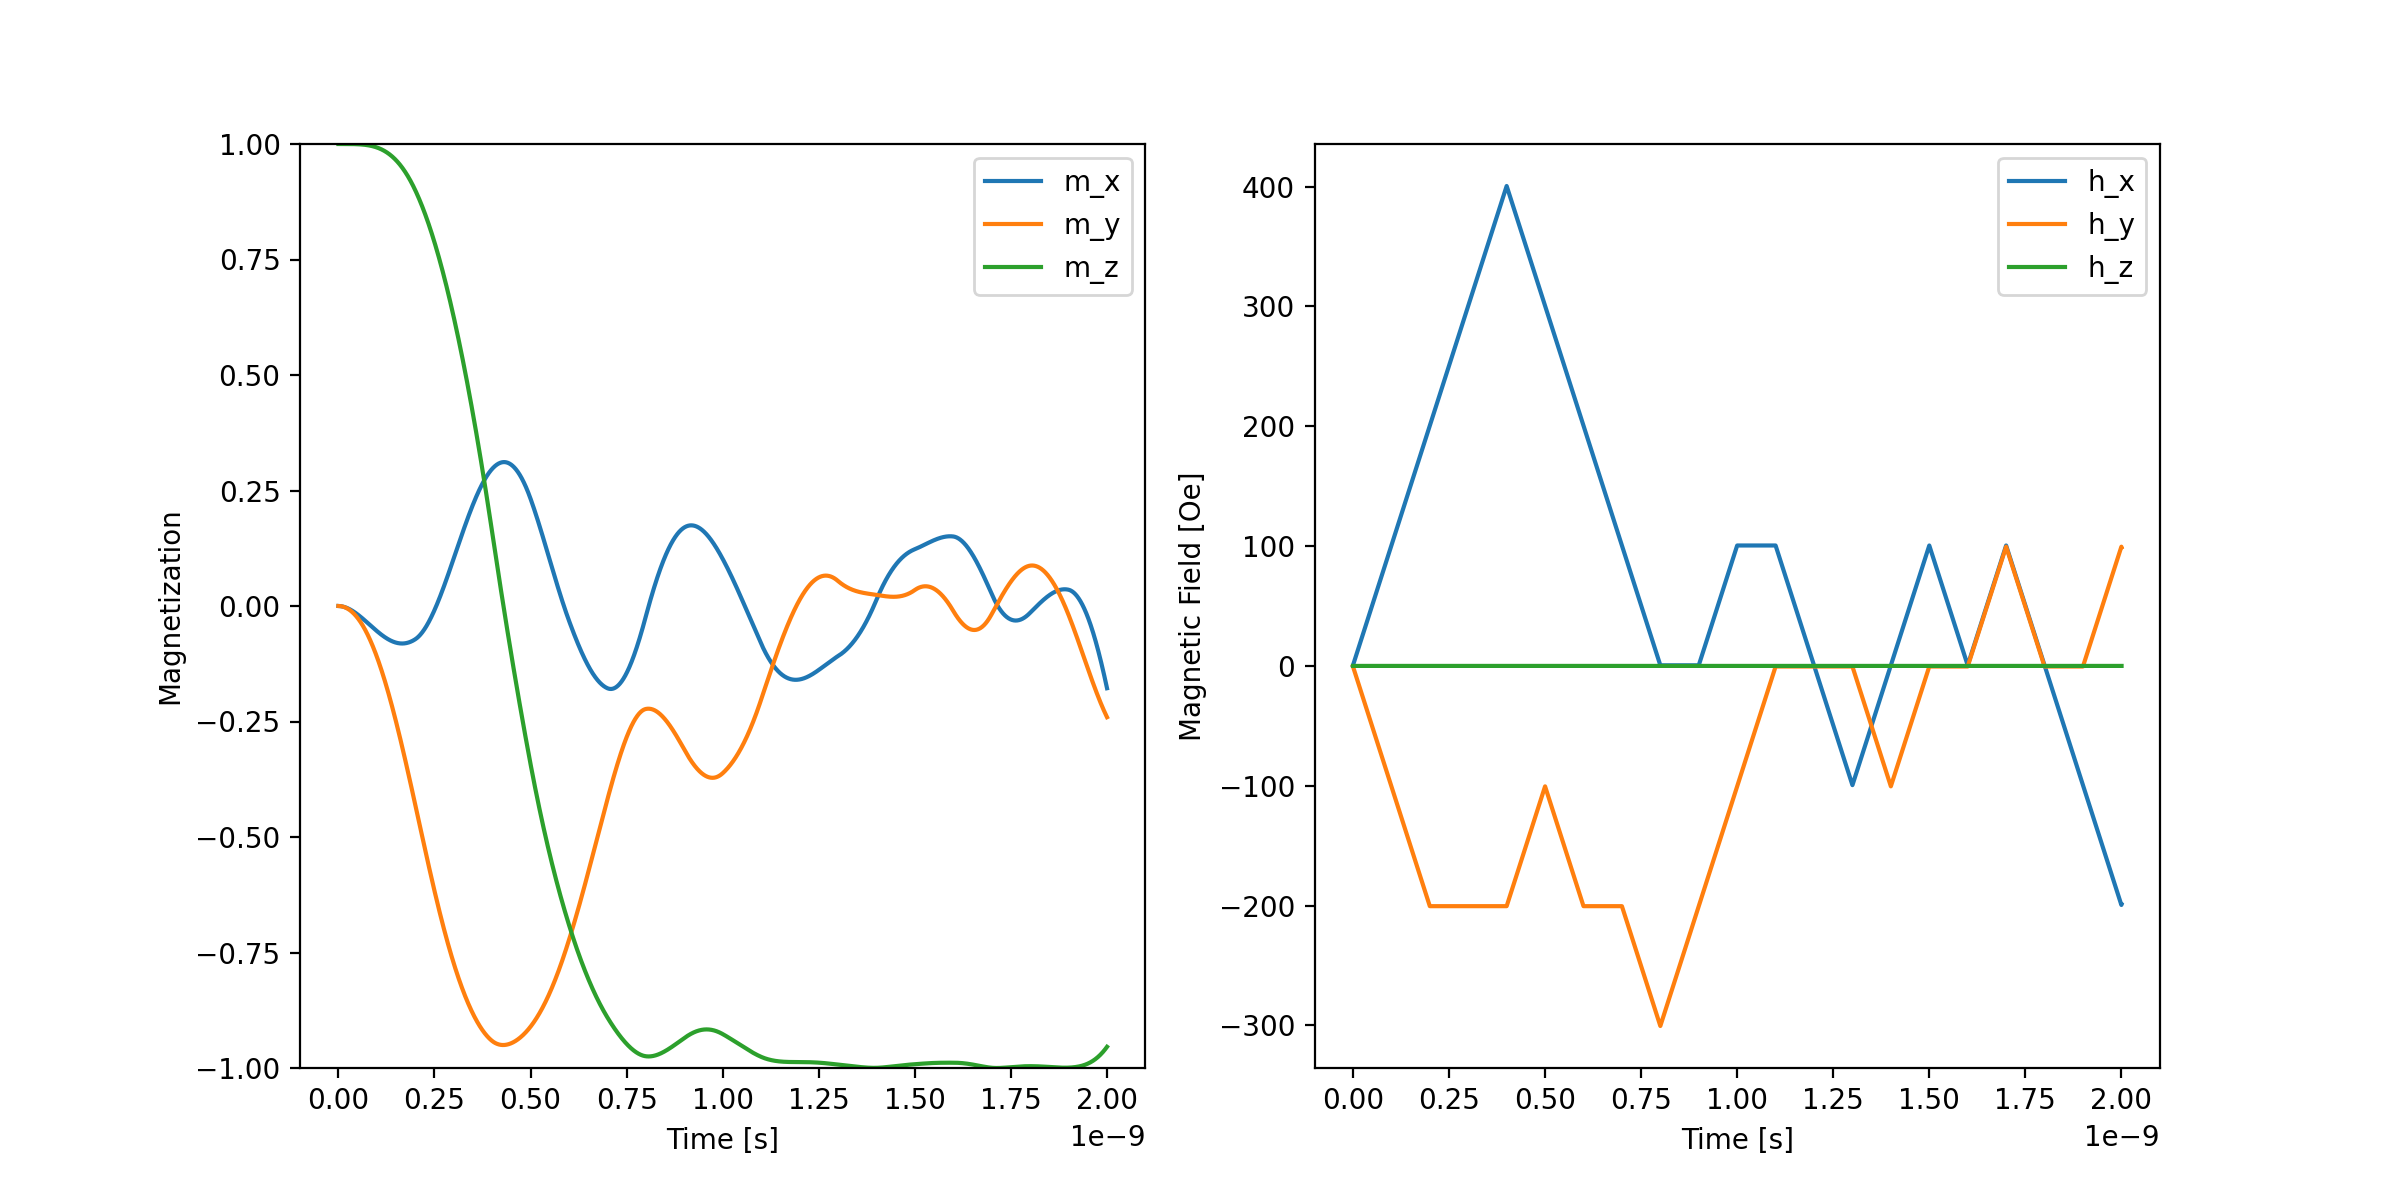 1.00
0.75
0.50
0.25
0.00
−0.25
−0.50
−0.75
−1.00
Magnetization
m_x
m_y
m_z
0.00 0.25 0.50 0.75 1.00 1.25 1.50 1.75 2.00
Time [s]
1e−9
400
300
200
100
0
−100
−200
−300
Magnetic Field [Oe]
h_x
h_y
h_z
0.00 0.25 0.50 0.75 1.00 1.25 1.50 1.75 2.00
Time [s]
1e−9